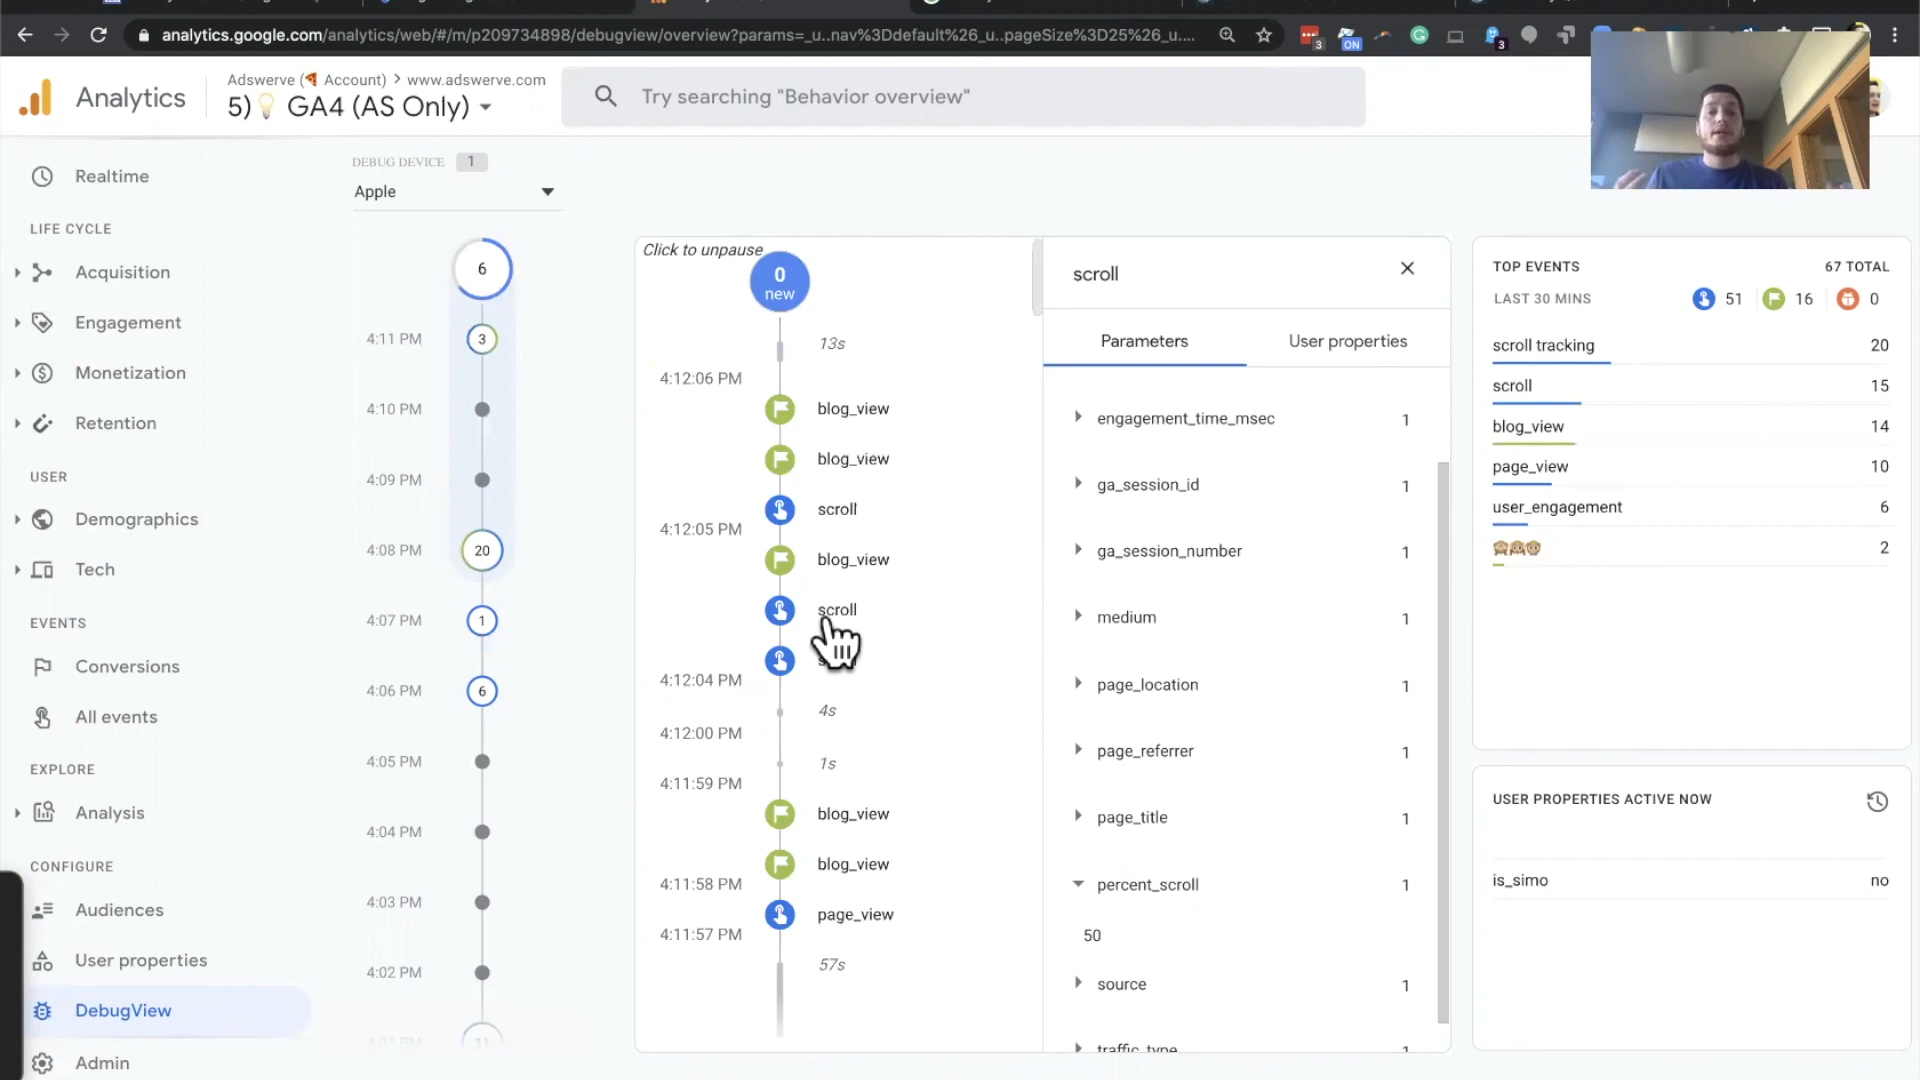 analytics.google.com/analytics/web/#/m/p209734898/debugview/overview?params=_u..nav%3Ddefault%26_u..pageSize%3D25%26_u....
3
ON
3
Analytics
Adswerve ( Account) > www.adswerve.com
5) GA4 (AS Only)
Try searching "Behavior overview"
Realtime
LIFE CYCLE
Acquisition
Engagement
Monetization
Retention
USER
Demographics
Tech
EVENTS
Conversions
All events
EXPLORE
Analysis
CONFIGURE
Audiences
User properties
DebugView
Admin
DEBUG DEVICE 1
Apple
6
4:11 PM 3
4:10 PM
4:09 PM
4:08 PM 20
4:07 PM 1
4:06 PM 6
4:05 PM
4:04 PM
4:03 PM
4:02 PM
11
Click to unpause
0
new
13s
4:12:06 PM
blog_view
blog_view
scroll
4:12:05 PM
blog_view
scroll
4:12:04 PM
4s
4:12:00 PM
1s
4:11:59 PM
blog_view
blog_view
4:11:58 PM
page_view
4:11:57 PM
57s
scroll
Parameters User properties
engagement_time_msec 1
ga_session_id 1
ga_session_number 1
medium 1
page_location 1
page_referrer 1
page_title 1
percent_scroll 1
50
source 1
traffic_type 1
TOP EVENTS 67 TOTAL
LAST 30 MINS 51 16 0
scroll tracking 20
scroll 15
blog_view 14
page_view 10
user_engagement 6
🙈🙉🙊 2
USER PROPERTIES ACTIVE NOW
is_simo no